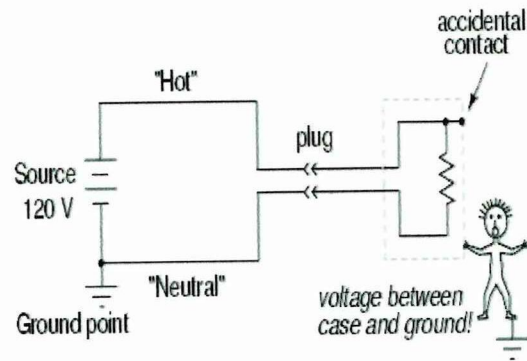 accidental
contact
"Hot"
plug
Source
120 V
"Neutral"
Ground point
voltage between
case and ground!